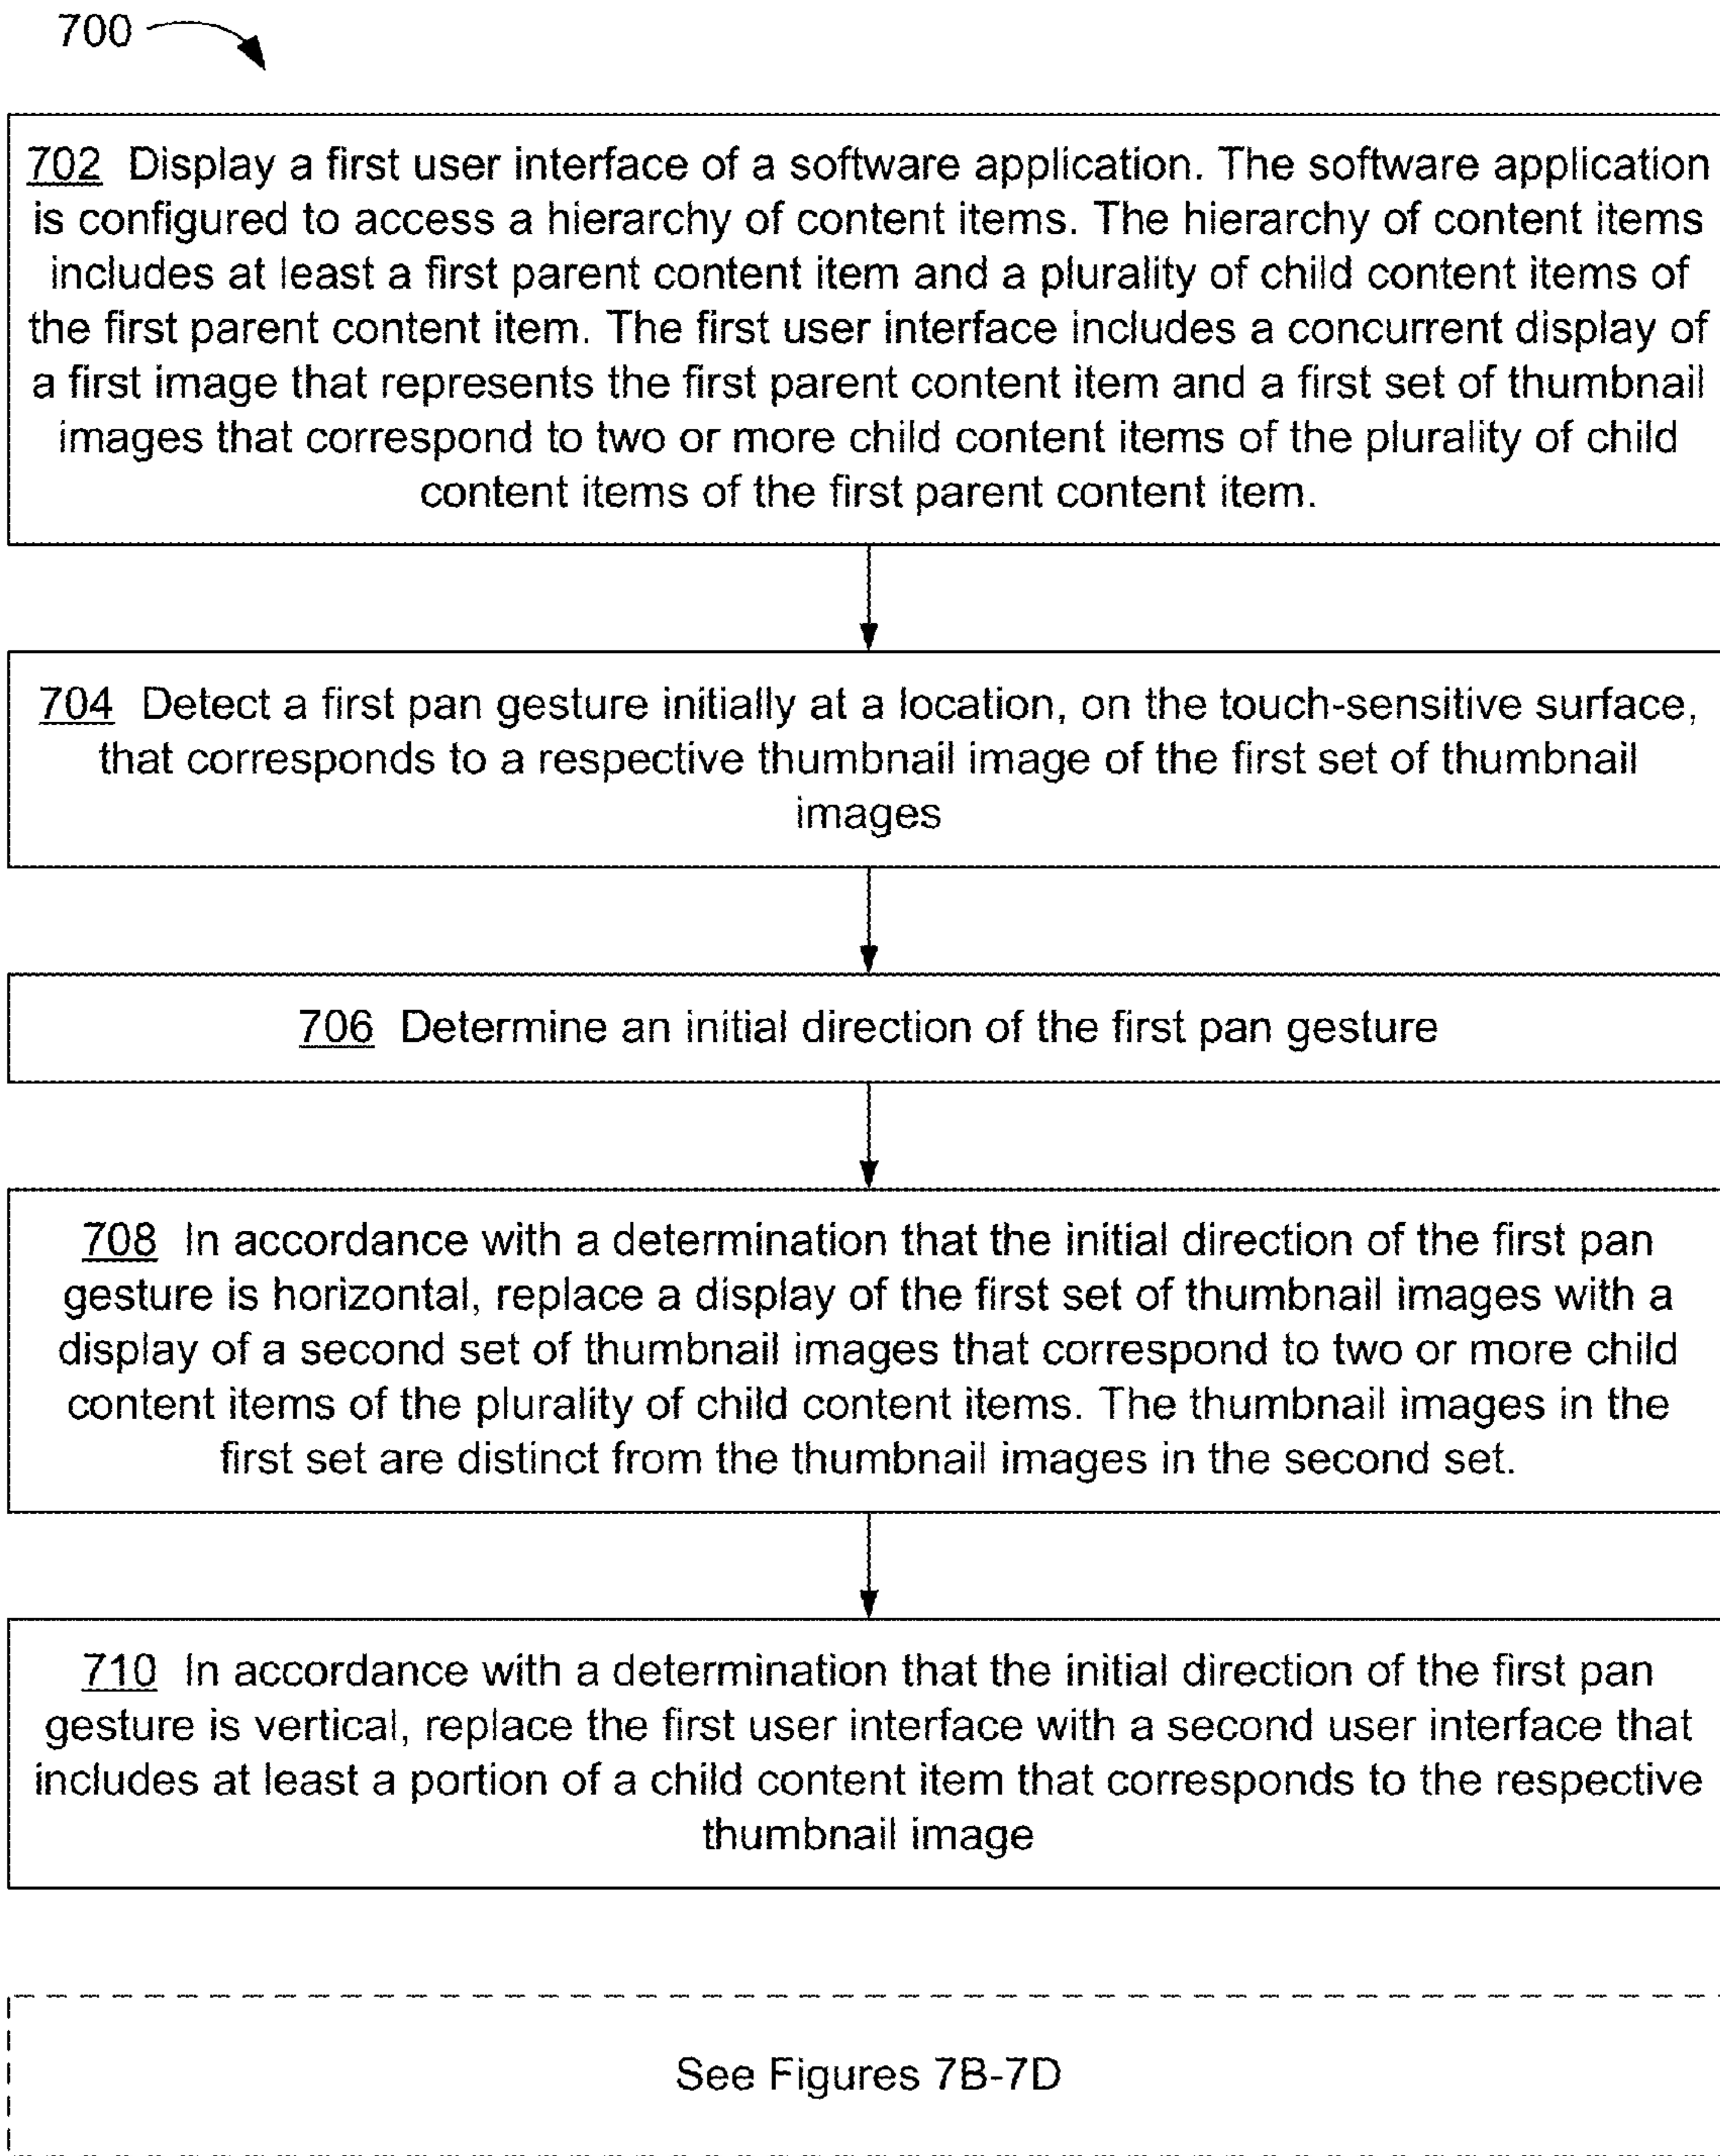 700
702 Display a first user interface of a software application. The software application
is configured to access a hierarchy of content items. The hierarchy of content items
includes at least a first parent content item and a plurality of child content items of
the first parent content item. The first user interface includes a concurrent display of
a first image that represents the first parent content item and a first set of thumbnail
images that correspond to two or more child content items of the plurality of child
content items of the first parent content item.
704 Detect a first pan gesture initially at a location, on the touch-sensitive surface,
that corresponds to a respective thumbnail image of the first set of thumbnail
images
706 Determine an initial direction of the first pan gesture
708 In accordance with a determination that the initial direction of the first pan
gesture is horizontal, replace a display of the first set of thumbnail images with a
display of a second set of thumbnail images that correspond to two or more child
content items of the plurality of child content items. The thumbnail images in the
first set are distinct from the thumbnail images in the second set.
710 In accordance with a determination that the initial direction of the first pan
gesture is vertical, replace the first user interface with a second user interface that
includes at least a portion of a child content item that corresponds to the respective
thumbnail image
See Figures 7B-7D